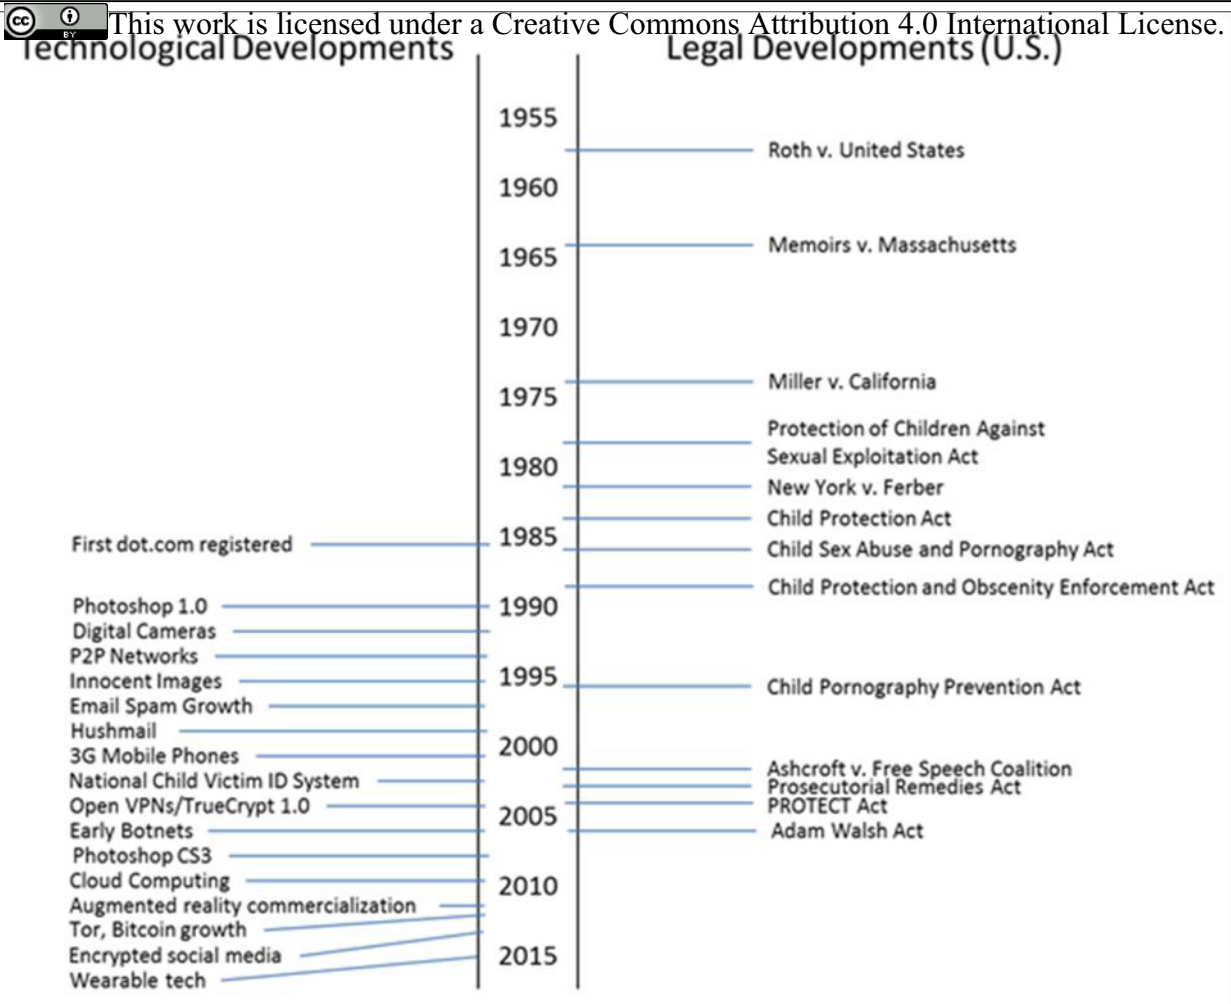 cc BY This work is licensed under a Creative Commons Attribution 4.0 International License.
Technological Developments
Legal Developments (U.S.)
1955
Roth v. United States
1960
Memoirs v. Massachusetts
1965
1970
Miller v. California
1975
Protection of Children Against
Sexual Exploitation Act
1980
New York v. Ferber
Child Protection Act
1985
First dot.com registered
Child Sex Abuse and Pornography Act
Child Protection and Obscenity Enforcement Act
Photoshop 1.0
1990
Digital Cameras
P2P Networks
1995
Innocent Images
Child Pornography Prevention Act
Email Spam Growth
Hushmail
2000
3G Mobile Phones
Ashcroft v. Free Speech Coalition
National Child Victim ID System
Prosecutorial Remedies Act
Open VPNs/TrueCrypt 1.0
PROTECT Act
2005
Early Botnets
Adam Walsh Act
Photoshop CS3
Cloud Computing
2010
Augmented reality commercialization
Tor, Bitcoin growth
Encrypted social media
2015
Wearable tech